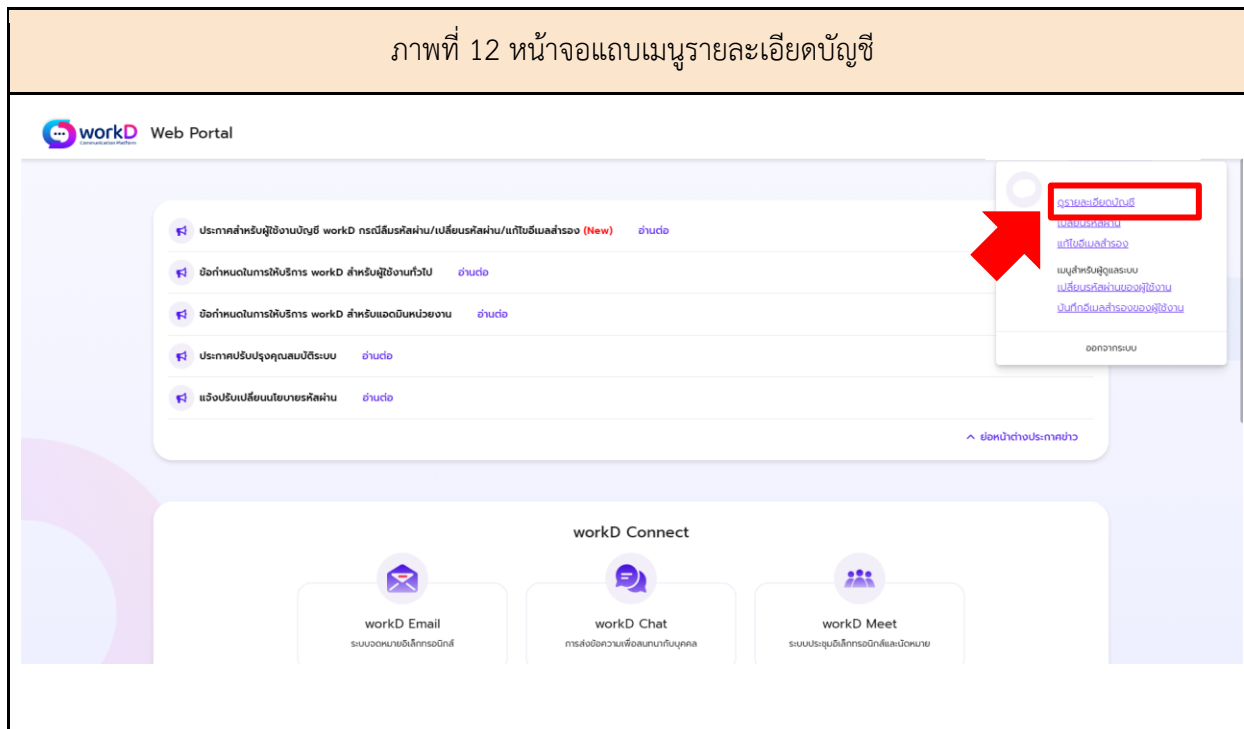 ภาพที่ 12 หน้าจอแถบเมนูรายละเอียดบัญชี
workD Web Portal
Communication Platform
ดูรายละเอียดบัญชี
เปลี่ยนรหัสผ่าน
แก้ไขอีเมลสำรอง
เมนูสำหรับผู้ดูแลระบบ
เปลี่ยนรหัสผ่านของผู้ใช้งาน
บันทึกอีเมลสำรองของผู้ใช้งาน
ออกจากระบบ
ประกาศสำหรับผู้ใช้งานบัญชี workD กรณีลืมรหัสผ่าน/เปลี่ยนรหัสผ่าน/แก้ไขอีเมลสำรอง (New) อ่านต่อ
ข้อกำหนดในการให้บริการ workD สำหรับผู้ใช้งานทั่วไป อ่านต่อ
ข้อกำหนดในการให้บริการ workD สำหรับแอดมินหน่วยงาน อ่านต่อ
ประกาศปรับปรุงคุณสมบัติระบบ อ่านต่อ
แจ้งปรับเปลี่ยนนโยบายรหัสผ่าน อ่านต่อ
ย่อหน้าต่างประกาศข่าว
workD Connect
workD Email workD Chat workD Meet
ระบบจดหมายอิเล็กทรอนิกส์ การส่งข้อความเพื่อสนทนากับบุคคล ระบบประชุมอิเล็กทรอนิกส์และนัดหมาย